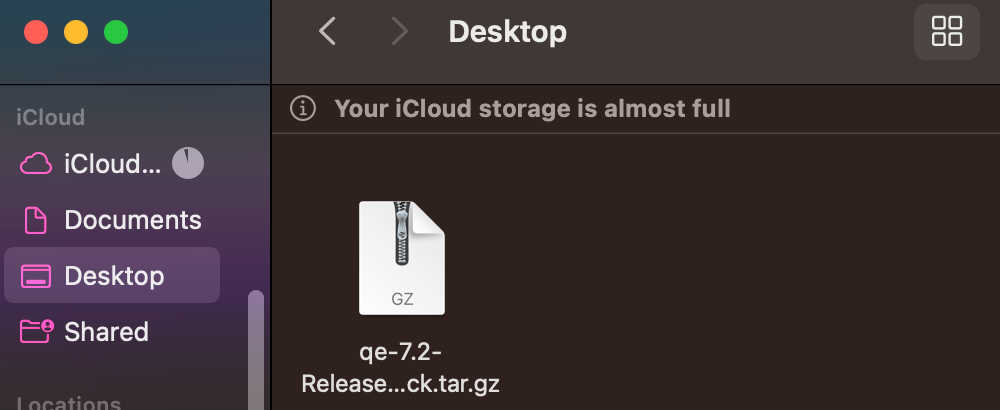 Desktop
iCloud
Your iCloud storage is almost full
iCloud...
Documents
Desktop
Shared
GZ
qe-7.2-
Release...ck.tar.gz
Locations